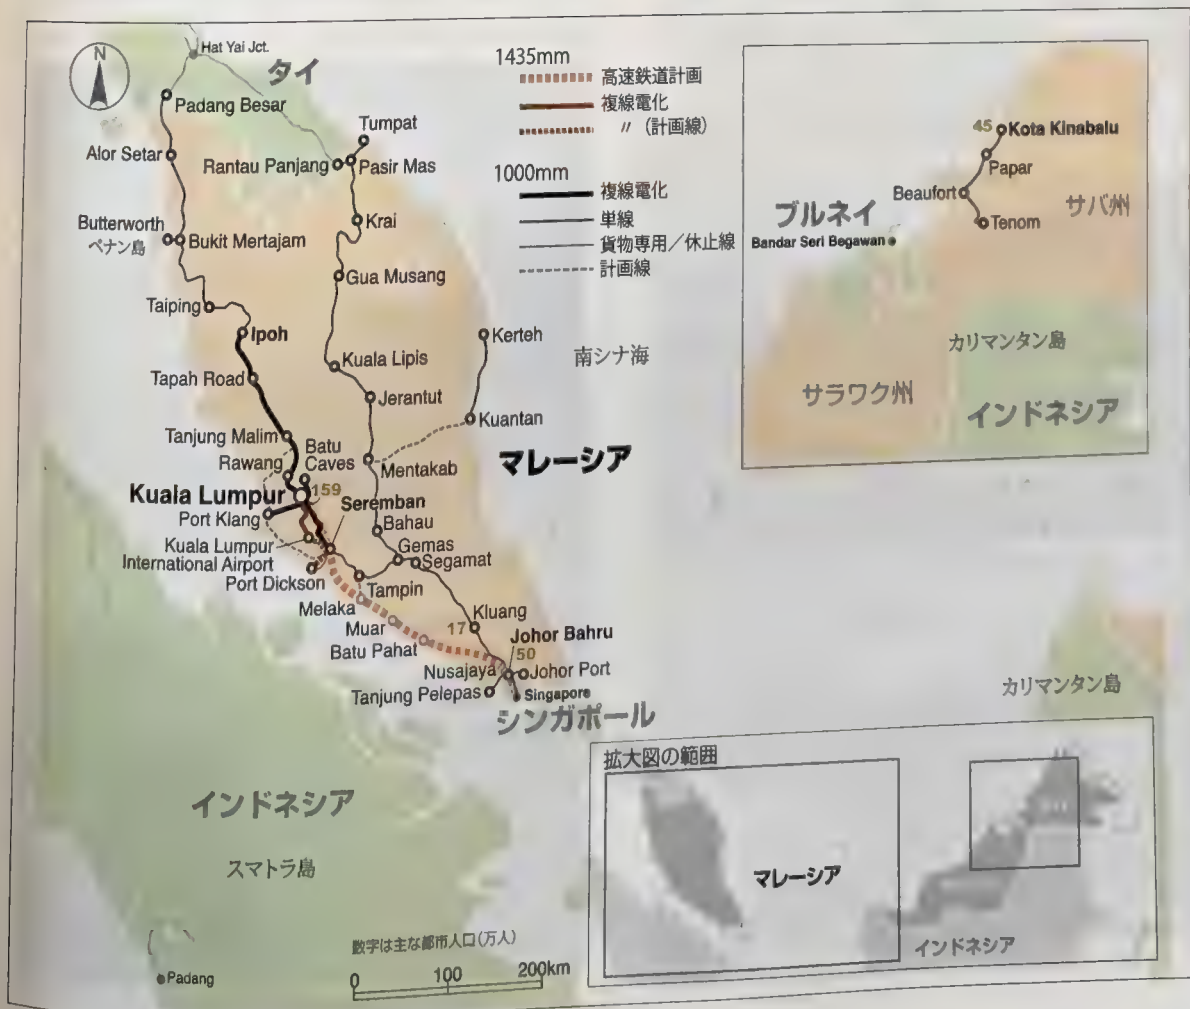 N
Hat Yai Jct.
タイ
Padang Besar
Alor Setar
Rantau Panjang
Tumpat
Pasir Mas
Butterworth
ペナン島
Bukit Mertajam
Krai
Gua Musang
Taiping
Ipoh
Kerteh
南シナ海
Kuala Lipis
Tapah Road
Jerantut
Kuantan
Tanjung Malim
Batu
Caves
Rawang
Mentakab
マレーシア
Kuala Lumpur
159
Seremban
Port Klang
Bahau
Kuala Lumpur
International Airport
Gemas
Segamat
Port Dickson
Tampin
Melaka
Muar
Kluang
17
Batu Pahat
Johor Bahru
50
Nusajaya
Johor Port
Tanjung Pelepas
Singapore
シンガポール
1435mm
高速鉄道計画
複線電化
〃 (計画線)
1000mm
複線電化
単線
貨物専用/休止線
計画線
45
Kota Kinabalu
Papar
Beaufort
サバ州
ブルネイ
Tenom
Bandar Seri Begawan
カリマンタン島
サラワク州
インドネシア
カリマンタン島
インドネシア
スマトラ島
Padang
数字は主な都市人口(万人)
0 100 200km
拡大図の範囲
マレーシア
インドネシア